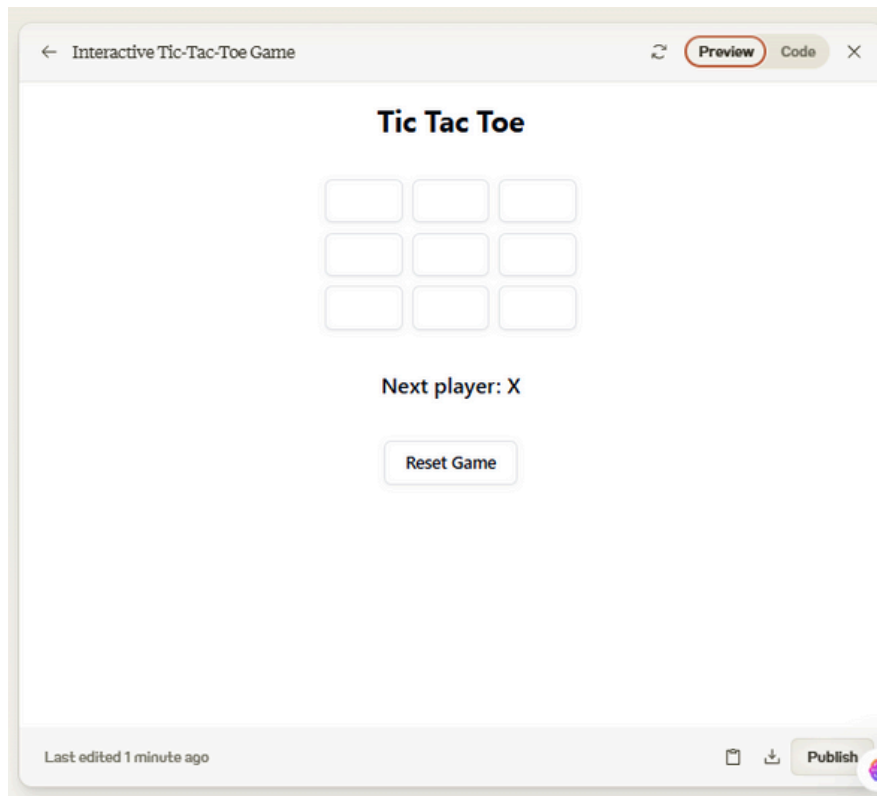 Interactive Tic-Tac-Toe Game
Preview
Code
Tic Tac Toe
Next player: X
Reset Game
Last edited 1 minute ago
Publish